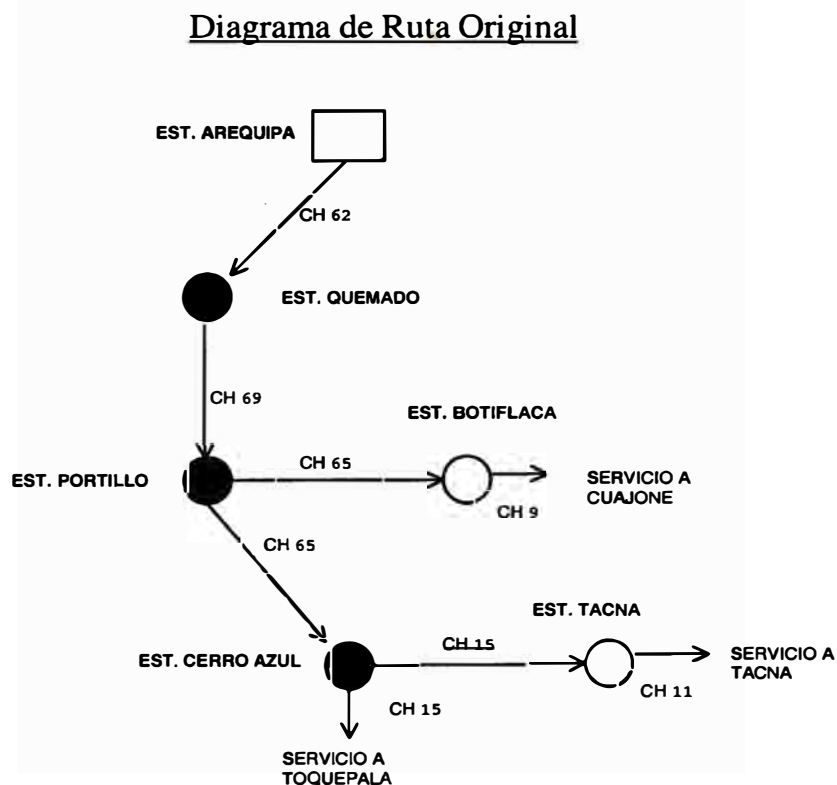 Diagrama de Ruta Original
EST. AREQUIPA
CH 62
EST. QUEMADO
CH 69
EST. BOTIFLACA
EST. PORTILLO
CH 65
SERVICIO A
CUAJONE
CH 9
CH 65
EST. TACNA
EST. CERRO AZUL
CH 15
SERVICIO A
TACNA
CH 11
CH 15
SERVICIO A
TOQUEPALA